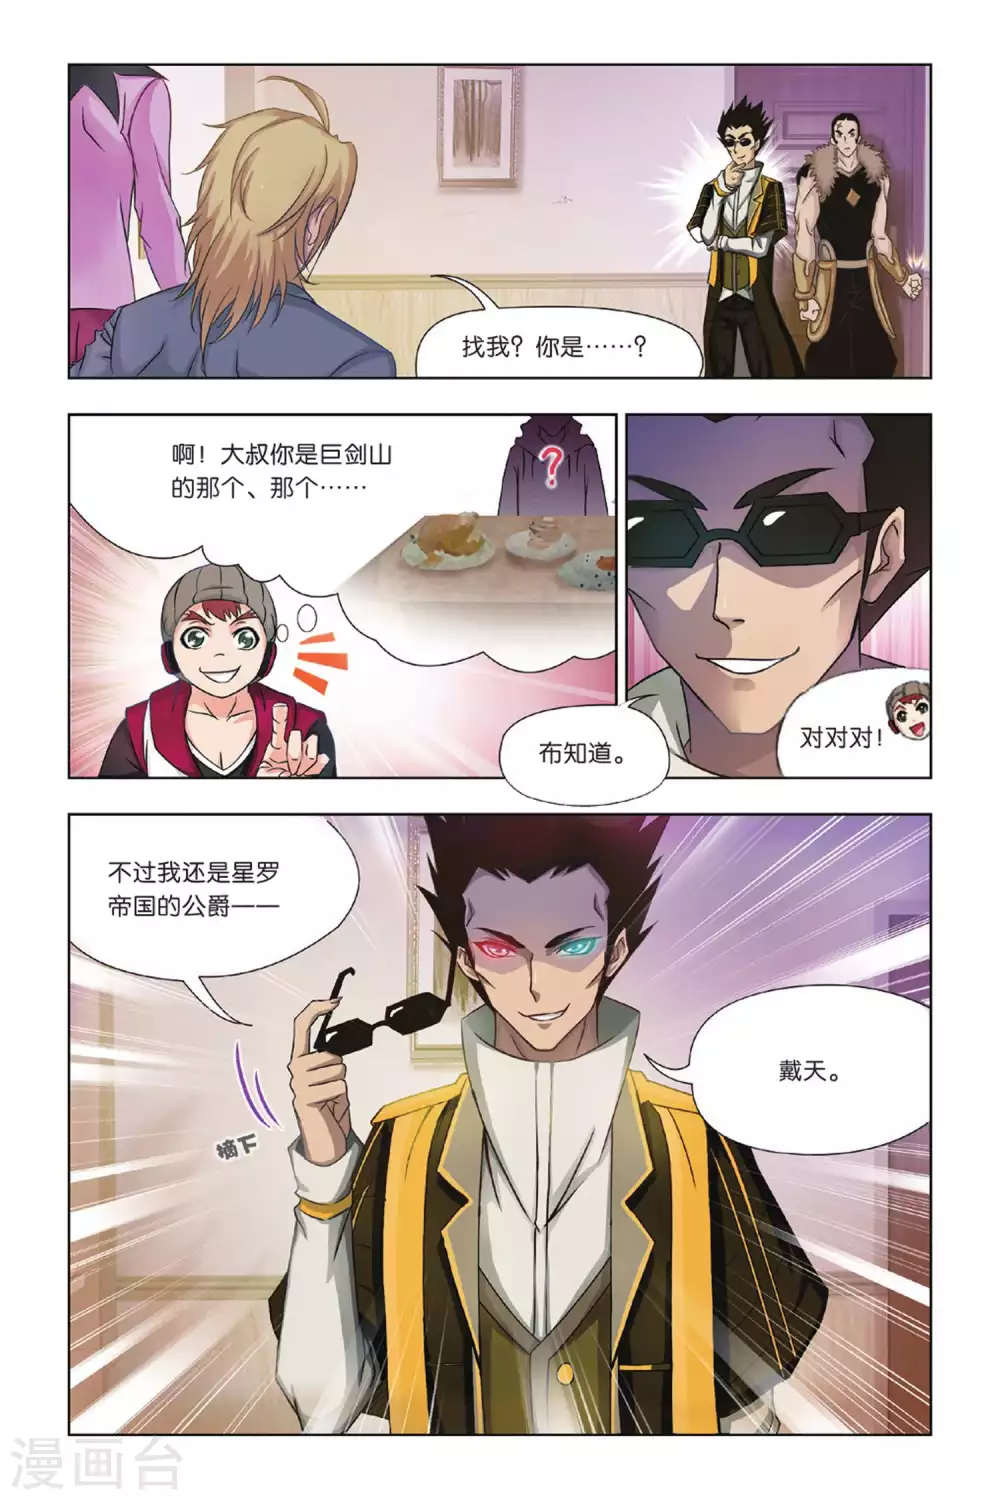 找我？你是……？
啊！大叔你是巨剑山
的那个、那个……
？
布知道。
对对对！
不过我还是星罗
帝国的公爵——
戴天。
摘下
漫画台